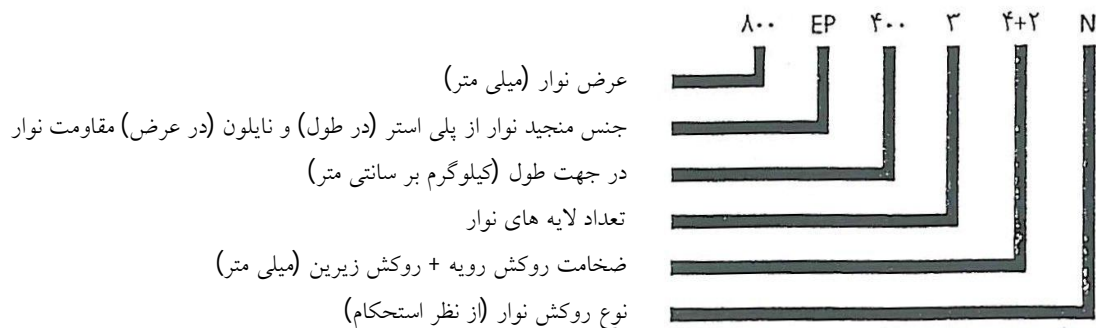 ۸۰۰ EP ۴۰۰ ۳ ۴+۲ N
عرض نوار (میلی متر)
جنس منجید نوار از پلی استر (در طول) و نایلون (در عرض) مقاومت نوار
در جهت طول (کیلوگرم بر سانتی متر)
تعداد لایه های نوار
ضخامت روکش رویه + روکش زیرین (میلی متر)
نوع روکش نوار (از نظر استحکام)